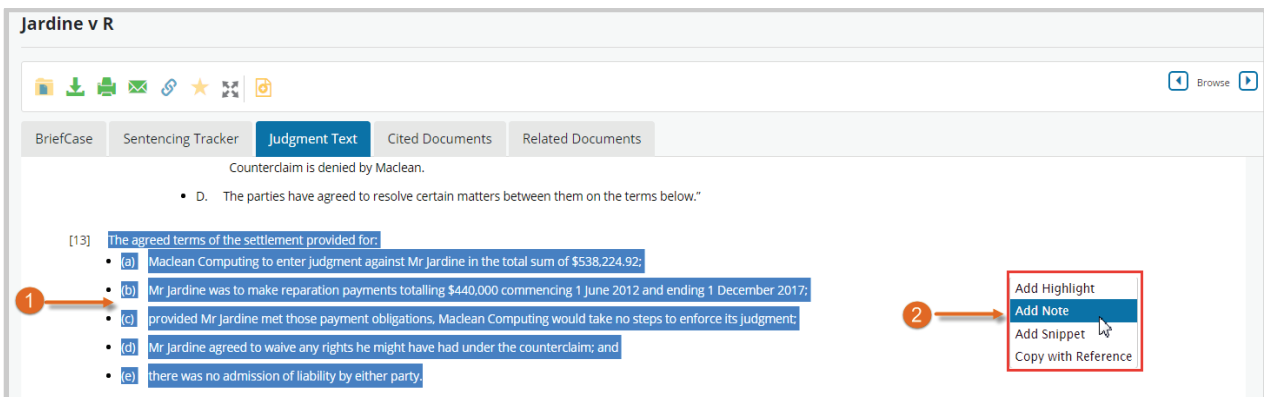 Jardine v R
Browse
BriefCase Sentencing Tracker Judgment Text Cited Documents Related Documents
Counterclaim is denied by Maclean.
• D. The parties have agreed to resolve certain matters between them on the terms below.”
[13] The agreed terms of the settlement provided for:
• (a) Maclean Computing to enter judgment against Mr Jardine in the total sum of $538,224.92;
• (b) Mr Jardine was to make reparation payments totalling $440,000 commencing 1 June 2012 and ending 1 December 2017;
1
• (c) provided Mr Jardine met those payment obligations, Maclean Computing would take no steps to enforce its judgment;
• (d) Mr Jardine agreed to waive any rights he might have had under the counterclaim; and
• (e) there was no admission of liability by either party.
2
Add Highlight
Add Note
Add Snippet
Copy with Reference